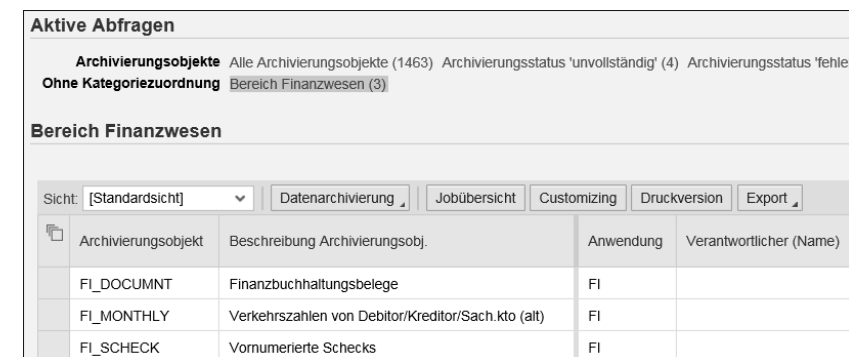 Aktive Abfragen
Archivierungsobjekte Alle Archivierungsobjekte (1463) Archivierungsstatus 'unvollständig' (4) Archivierungsstatus 'fehle
Ohne Kategoriezuordnung Bereich Finanzwesen (3)
Bereich Finanzwesen
Sicht: [Standardsicht] Datenarchivierung Jobübersicht Customizing Druckversion Export
Archivierungsobjekt Beschreibung Archivierungsobj. Anwendung Verantwortlicher (Name)
FI_DOCUMNT Finanzbuchhaltungsbelege FI
FI_MONTHLY Verkehrszahlen von Debitor/Kreditor/Sach.kto (alt) FI
FI_SCHECK Vornumerierte Schecks FI